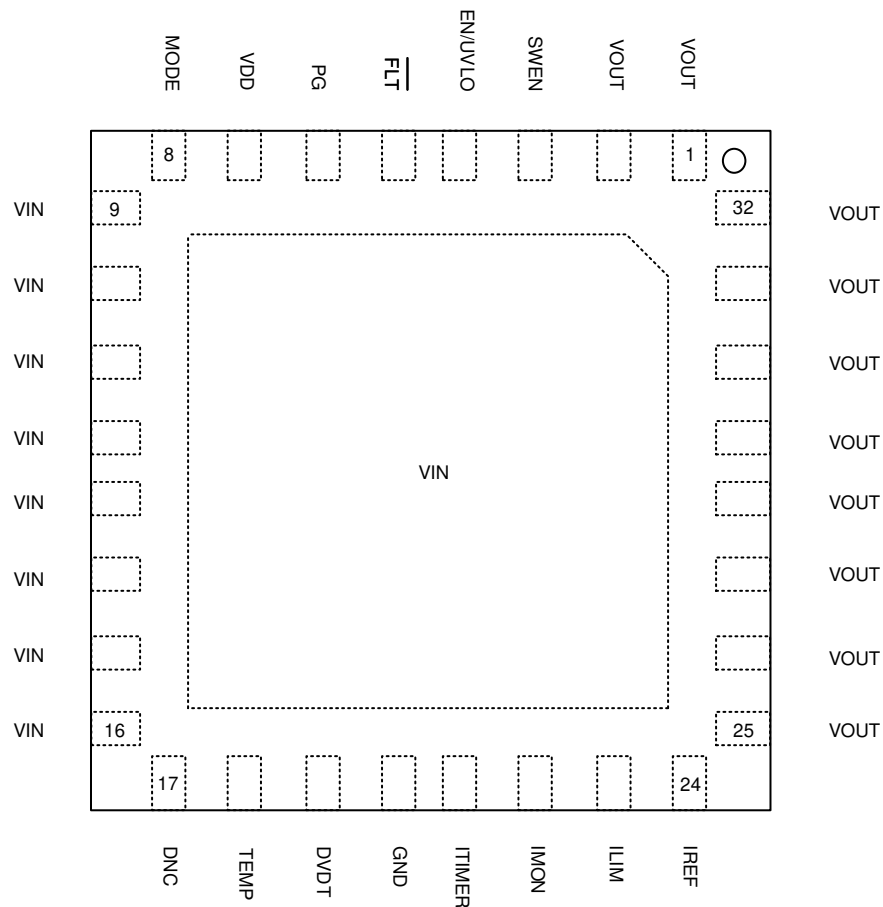 MODE
VDD
PG
FLT
EN/UVLO
SWEN
VOUT
VOUT
8
1
VIN
9
32
VOUT
VIN
VOUT
VIN
VOUT
VIN
VOUT
VIN
VIN
VOUT
VIN
VOUT
VIN
VOUT
VIN
16
25
VOUT
17
24
DNC
TEMP
DVDT
GND
ITIMER
IMON
ILIM
IREF